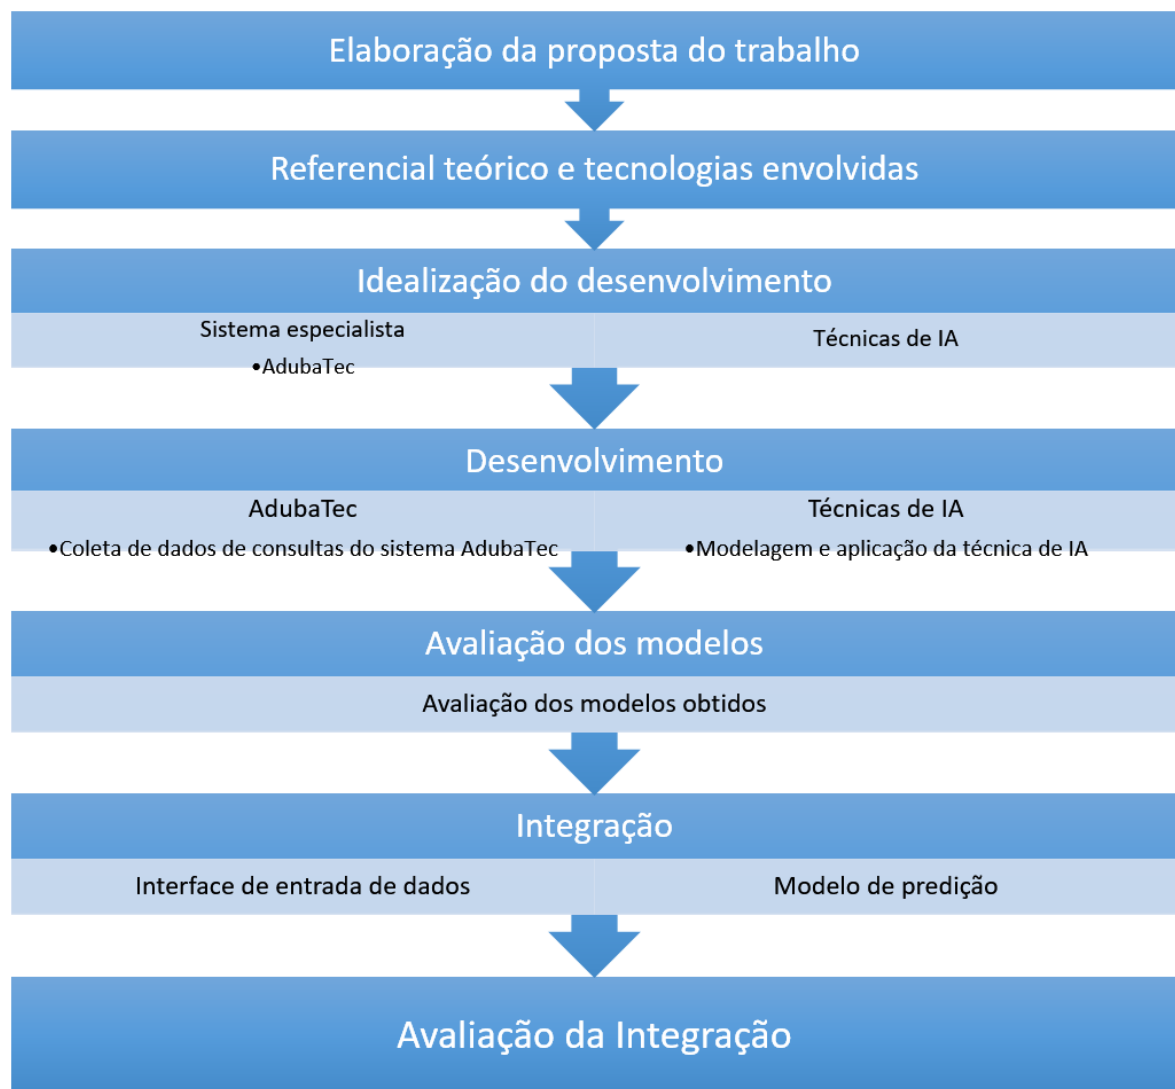 Elaboração da proposta do trabalho
Referencial teórico e tecnologias envolvidas
Idealização do desenvolvimento
Sistema especialista
•AdubaTec
Técnicas de IA
Desenvolvimento
AdubaTec
•Coleta de dados de consultas do sistema AdubaTec
Técnicas de IA
•Modelagem e aplicação da técnica de IA
Avaliação dos modelos
Avaliação dos modelos obtidos
Integração
Interface de entrada de dados
Modelo de predição
Avaliação da Integração